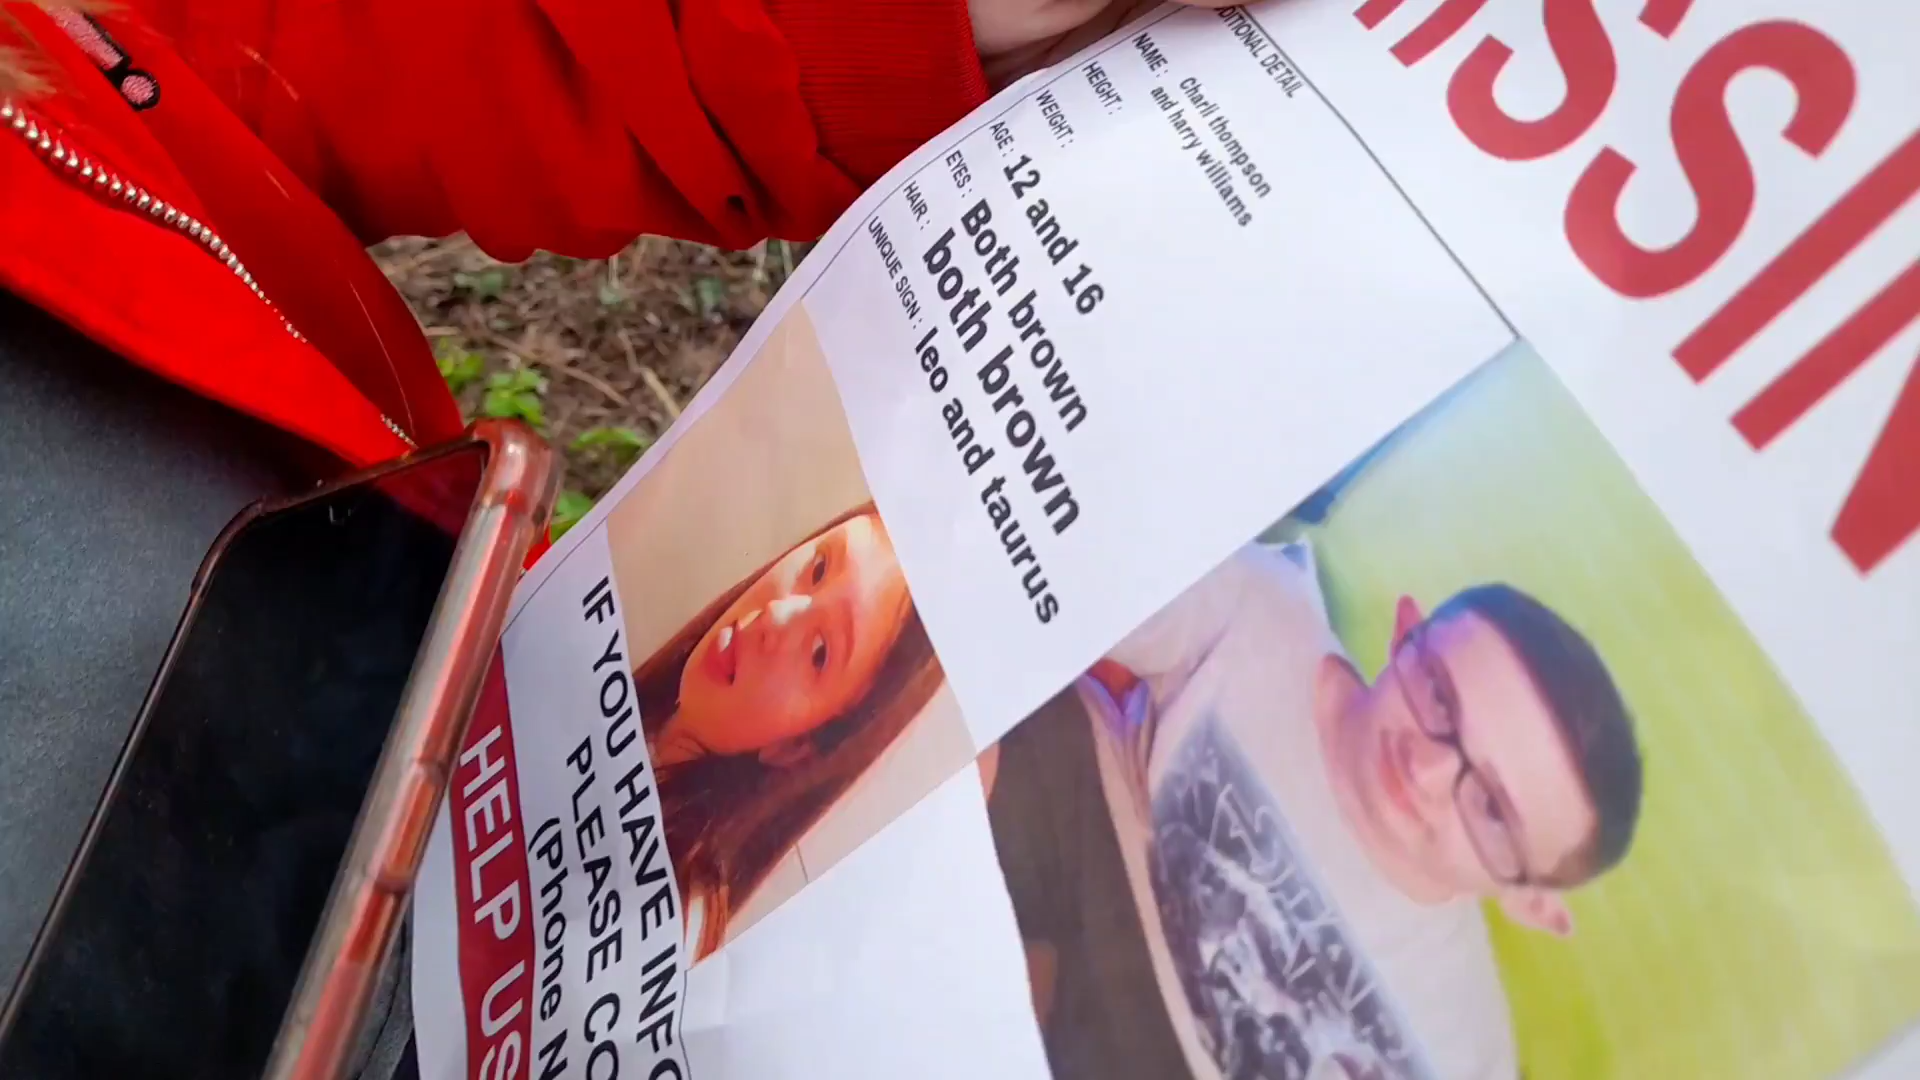 MISSIN
DITIONAL DETAIL
NAME : Charli thompson
and harry williams
HEIGHT :
WEIGHT :
AGE : 12 and 16
EYES : Both brown
HAIR : both brown
UNIQUE SIGN : leo and taurus
IF YOU HAVE INFO
PLEASE CO
(Phone N
HELP US